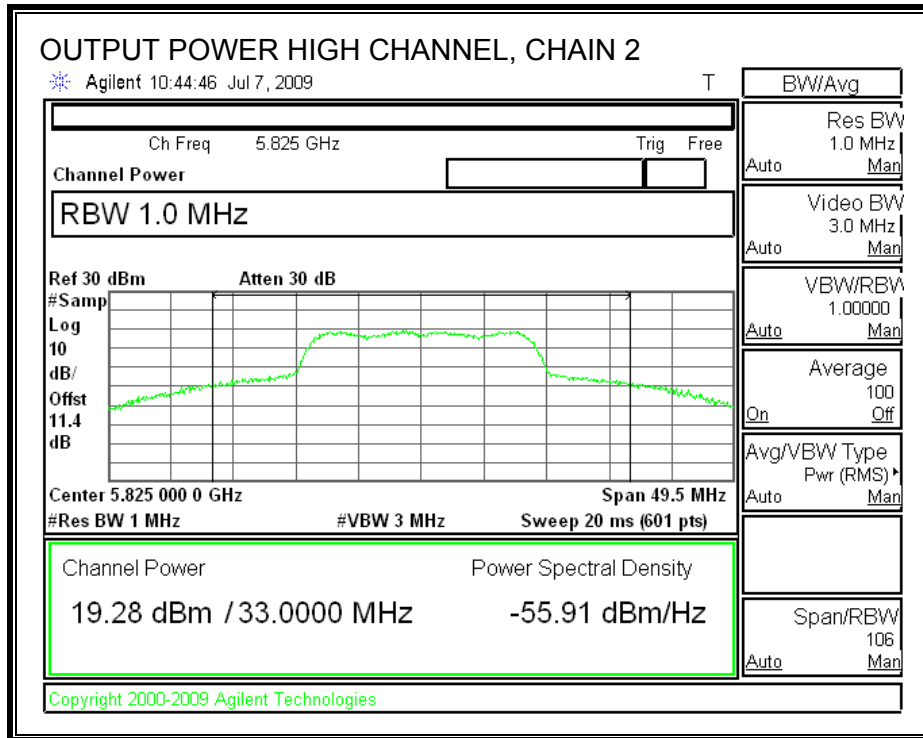 OUTPUT POWER HIGH CHANNEL, CHAIN 2
Agilent 10:44:46 Jul 7, 2009 T
BW/Avg
Ch Freq 5.825 GHz Trig Free
Channel Power
RBW 1.0 MHz
Ref 30 dBm Atten 30 dB
#Samp
Log
10
dB/
Offst
11.4
dB
Center 5.825 000 0 GHz Span 49.5 MHz
#Res BW 1 MHz #VBW 3 MHz Sweep 20 ms (601 pts)
Channel Power Power Spectral Density
19.28 dBm / 33.0000 MHz -55.91 dBm/Hz
Copyright 2000-2009 Agilent Technologies
Res BW
1.0 MHz
Auto Man
Video BW
3.0 MHz
Auto Man
VBW/RBW
1.00000
Auto Man
Average
100
On Off
Avg/VBW Type
Pwr (RMS)
Auto Man
Span/RBW
106
Auto Man